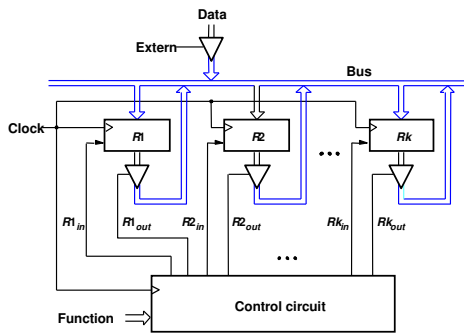 Data
Extern
Bus
Clock
R1
R2
Rk
...
R1in
R1out
R2in
R2out
Rkin
Rkout
...
Control circuit
Function